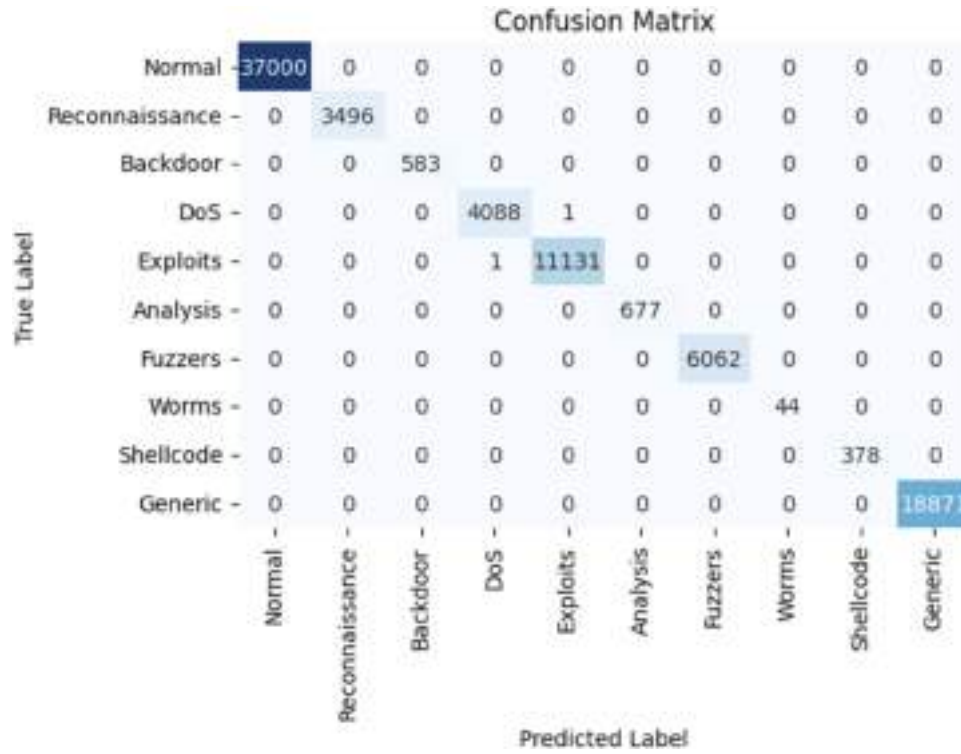 Confusion Matrix
True Label
Normal 37000 0 0 0 0 0 0 0 0 0
Reconnaissance 0 3496 0 0 0 0 0 0 0 0
Backdoor 0 0 583 0 0 0 0 0 0 0
DoS 0 0 0 4088 1 0 0 0 0 0
Exploits 0 0 0 1 11131 0 0 0 0 0
Analysis 0 0 0 0 0 677 0 0 0 0
Fuzzers 0 0 0 0 0 0 6062 0 0 0
Worms 0 0 0 0 0 0 0 44 0 0
Shellcode 0 0 0 0 0 0 0 0 378 0
Generic 0 0 0 0 0 0 0 0 0 18871
Normal Reconnaissance Backdoor DoS Exploits Analysis Fuzzers Worms Shellcode Generic
Predicted Label